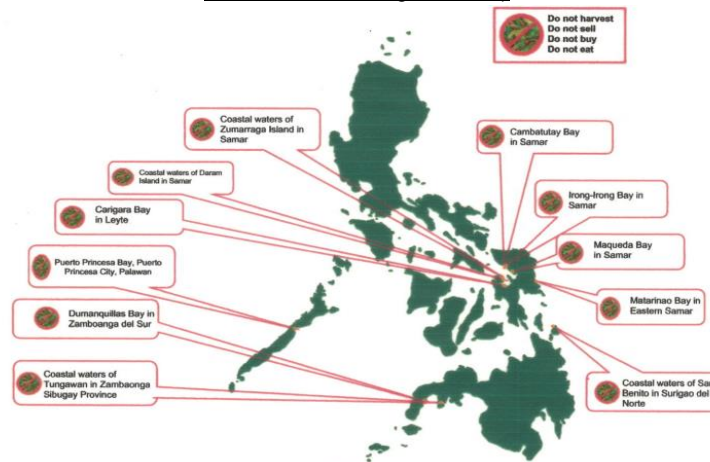 Do not harvest
Do not sell
Do not buy
Do not eat
Coastal waters of
Zumarraga Island in
Samar
Cambatutay Bay
in Samar
Coastal waters of Daram
Island in Samar
Irong-Irong Bay in
Samar
Carigara Bay
in Leyte
Maqueda Bay
in Samar
Puerto Princesa Bay, Puerto
Princesa City, Palawan
Matarinao Bay in
Eastern Samar
Dumanquillas Bay in
Zamboanga del Sur
Coastal waters of
Tungawan in Zambaonga
Sibugay Province
Coastal waters of Sa
Benito in Surigao del
Norte